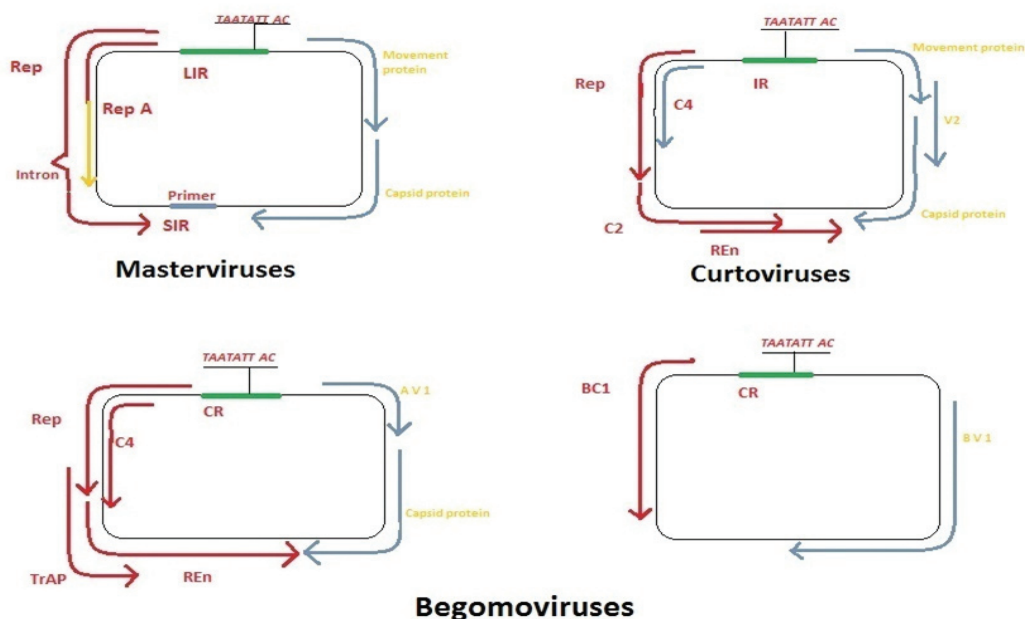 TAATATT AC
Rep
LIR
Movement
protein
Rep A
Intron
Primer
Capsid protein
SIR
Masterviruses
TAATATT AC
Movement protein
Rep
IR
C4
V2
Capsid protein
C2
REn
Curtoviruses
TAATATT AC
A V 1
Rep
CR
C4
Capsid protein
TrAP
REn
TAATATT AC
BC1
CR
B V 1
Begomoviruses